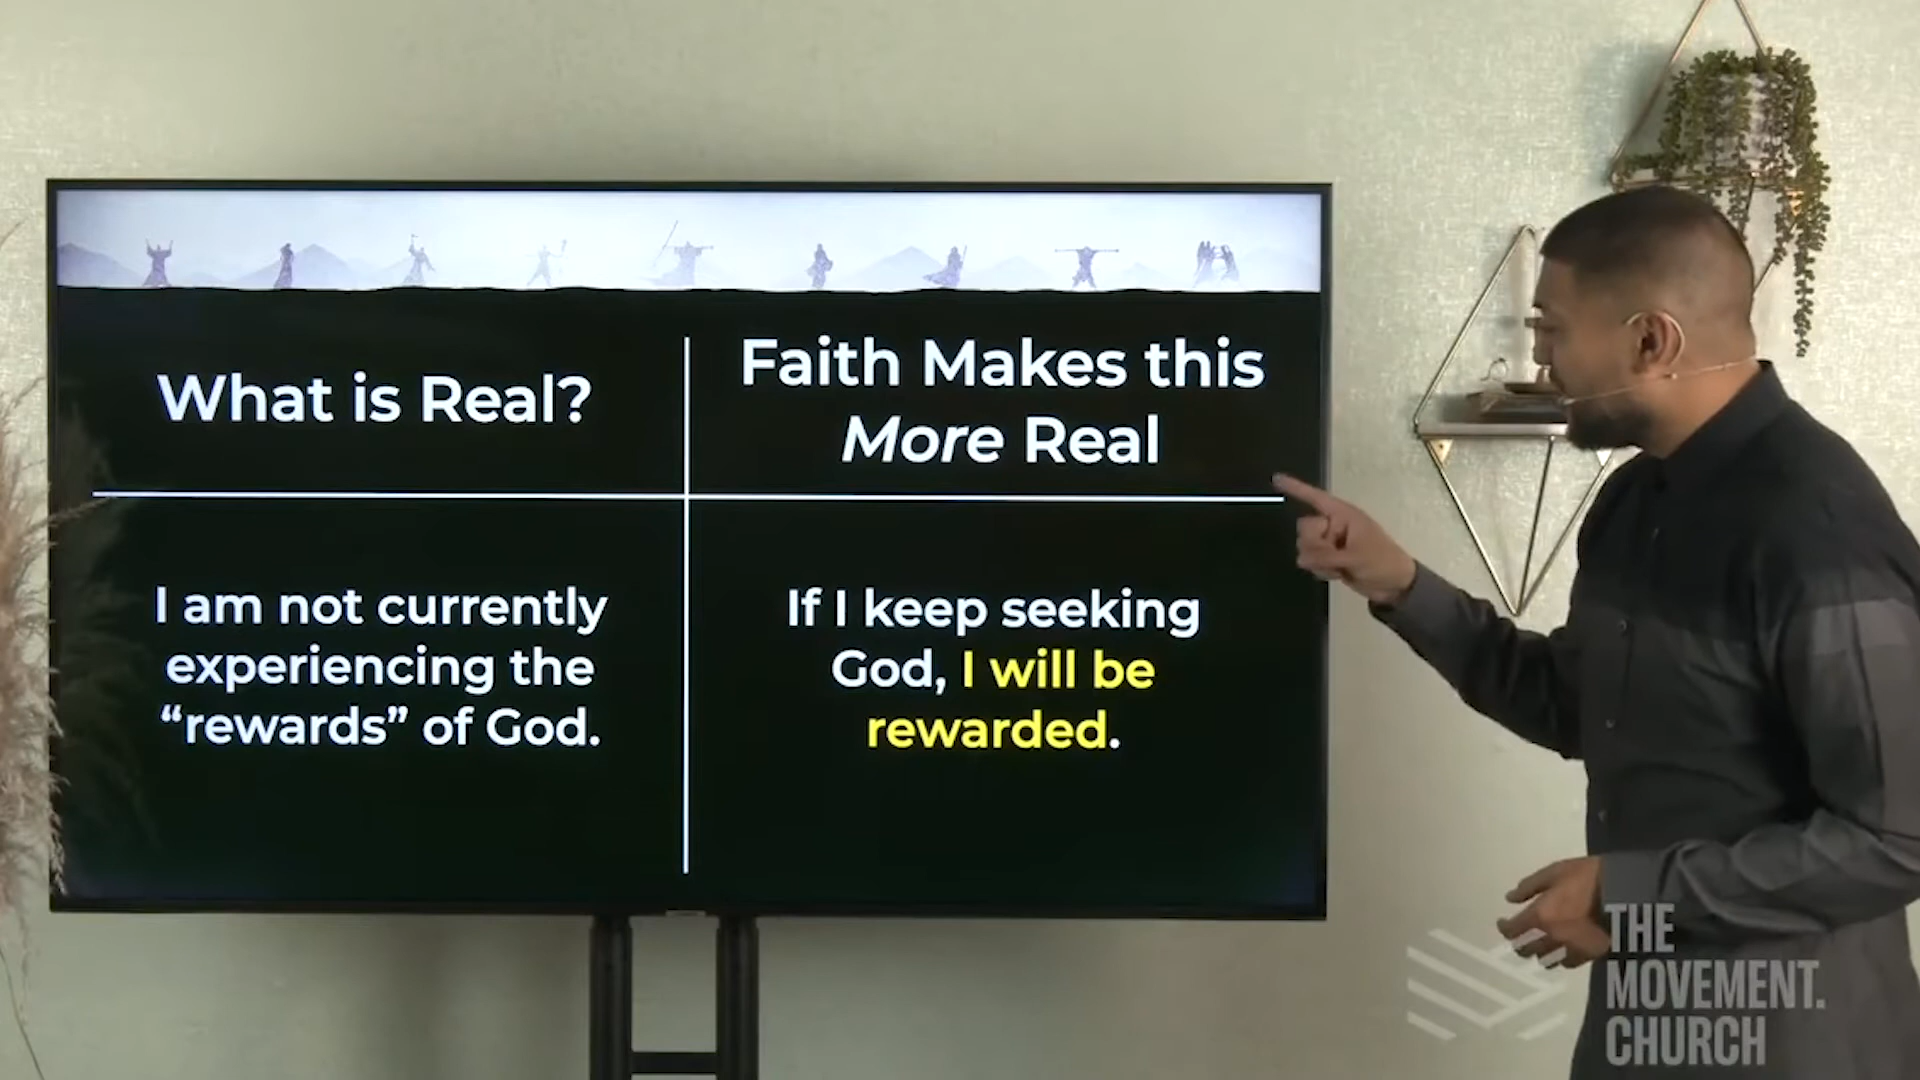 What is Real?
Faith Makes this
More Real
I am not currently
experiencing the
“rewards” of God.
If I keep seeking
God, I will be
rewarded.
THE
MOVEMENT.
CHURCH